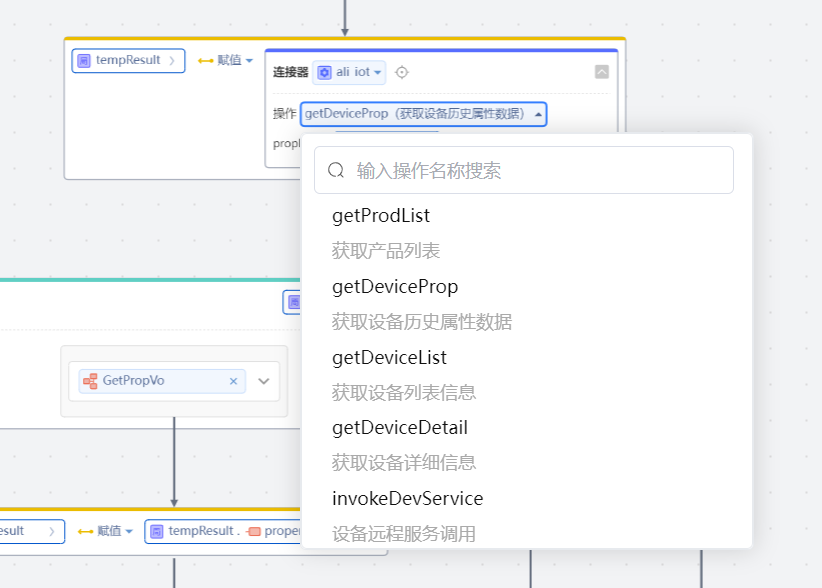 tempResult
赋值
连接器
ali iot
操作
getDeviceProp（获取设备历史属性数据）
输入操作名称搜索
getProdList
获取产品列表
getDeviceProp
获取设备历史属性数据
getDeviceList
获取设备列表信息
getDeviceDetail
获取设备详细信息
invokeDevService
设备远程服务调用
GetPropVo
赋值
tempResult .